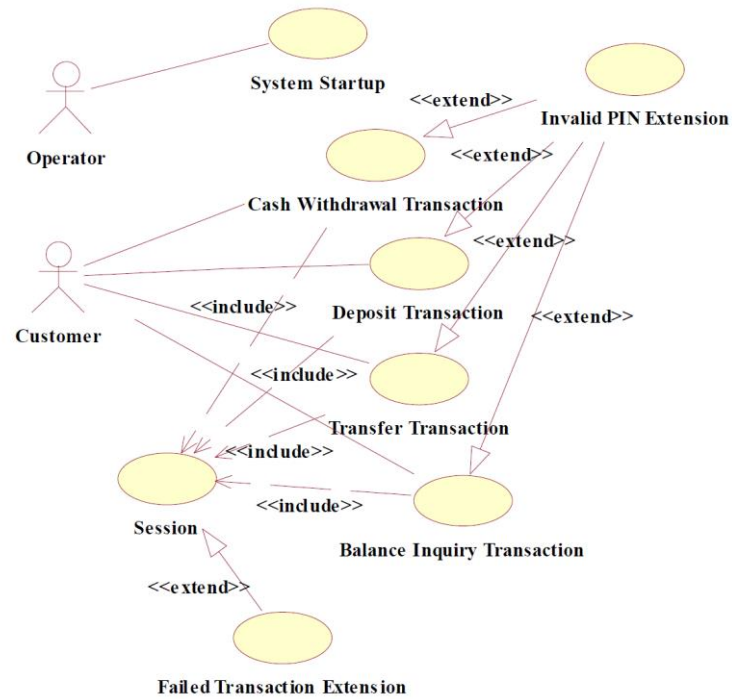 System Startup
<<extend>>
Invalid PIN Extension
Operator
<<extend>>
Cash Withdrawal Transaction
<<extend>>
<<include>>
Deposit Transaction
<<extend>>
Customer
<<include>>
Transfer Transaction
<<include>>
<<include>>
Session
Balance Inquiry Transaction
<<extend>>
Failed Transaction Extension